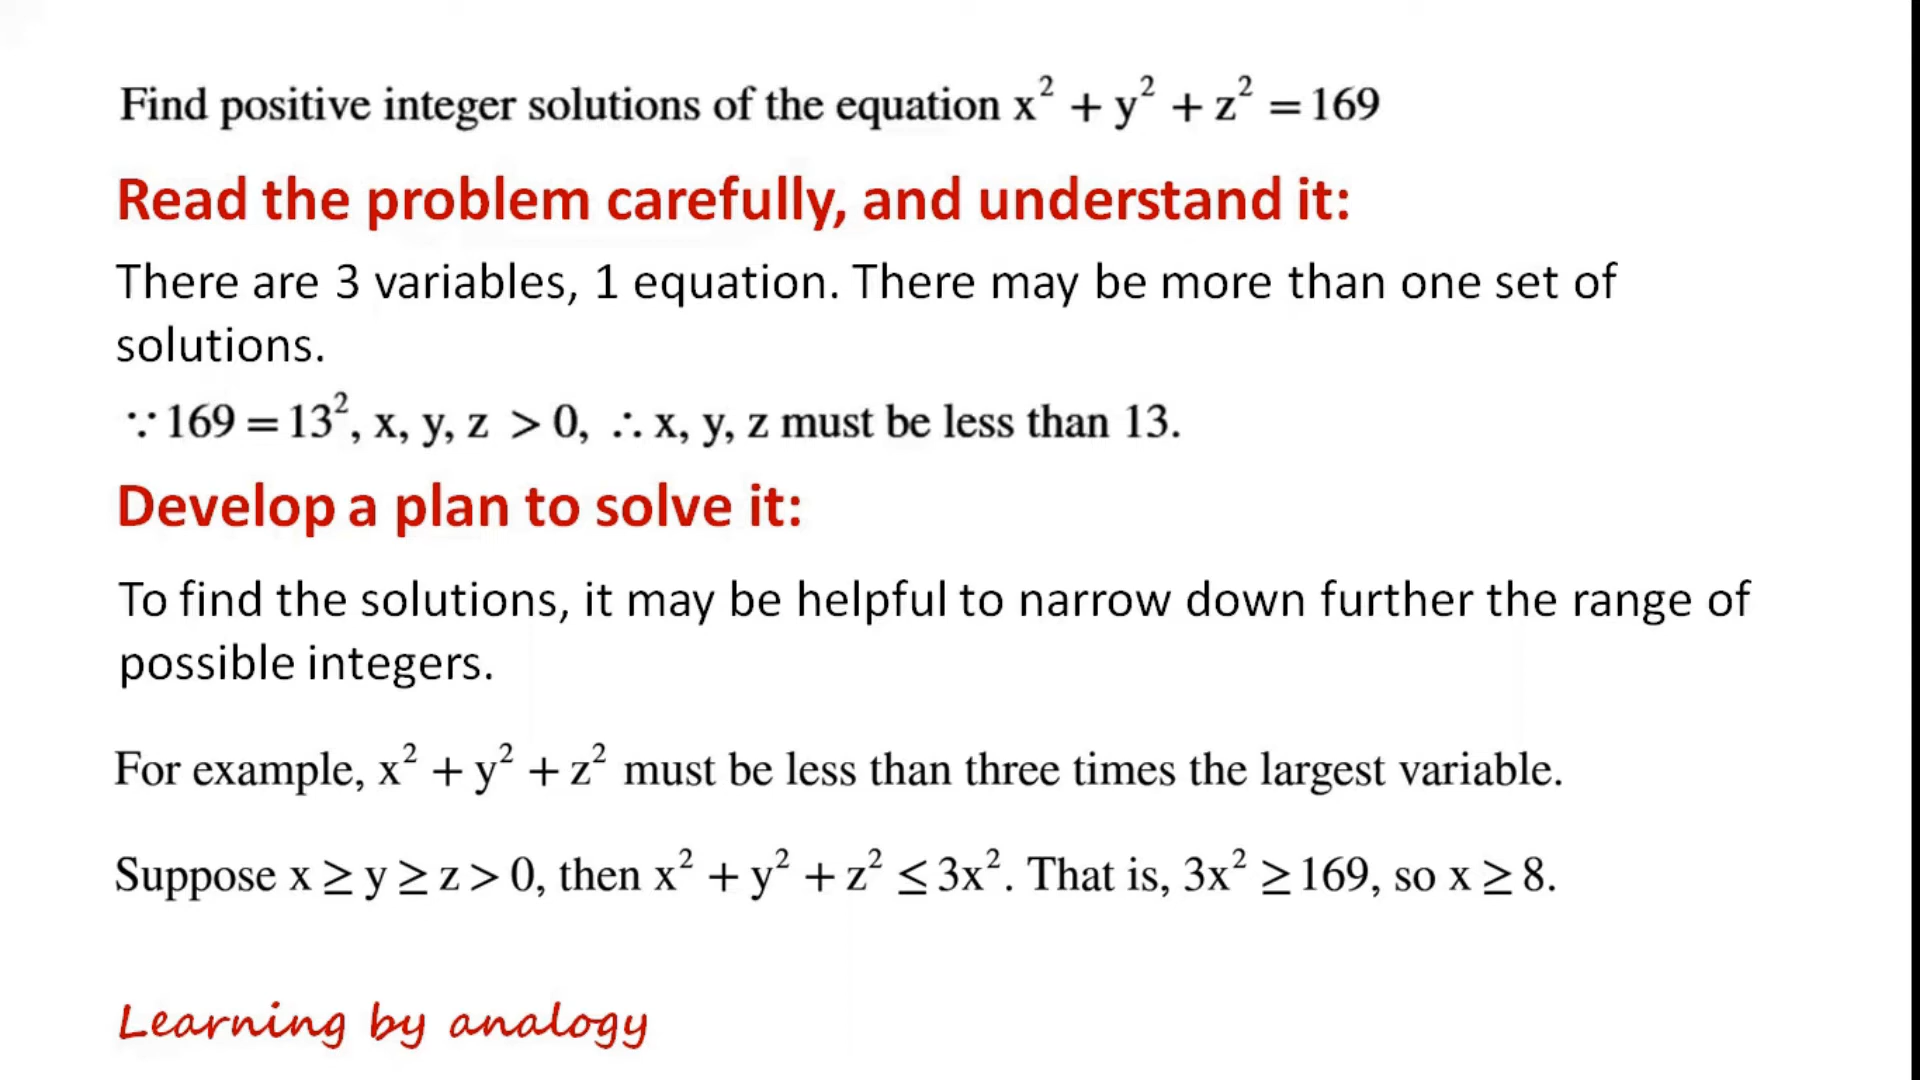 Find positive integer solutions of the equation x² + y² + z² = 169
Read the problem carefully, and understand it:
There are 3 variables, 1 equation. There may be more than one set of
solutions.
∵ 169 = 13², x, y, z > 0, ∴ x, y, z must be less than 13.
Develop a plan to solve it:
To find the solutions, it may be helpful to narrow down further the range of
possible integers.
For example, x² + y² + z² must be less than three times the largest variable.
Suppose x ≥ y ≥ z > 0, then x² + y² + z² ≤ 3x². That is, 3x² ≥ 169, so x ≥ 8.
Learning by analogy